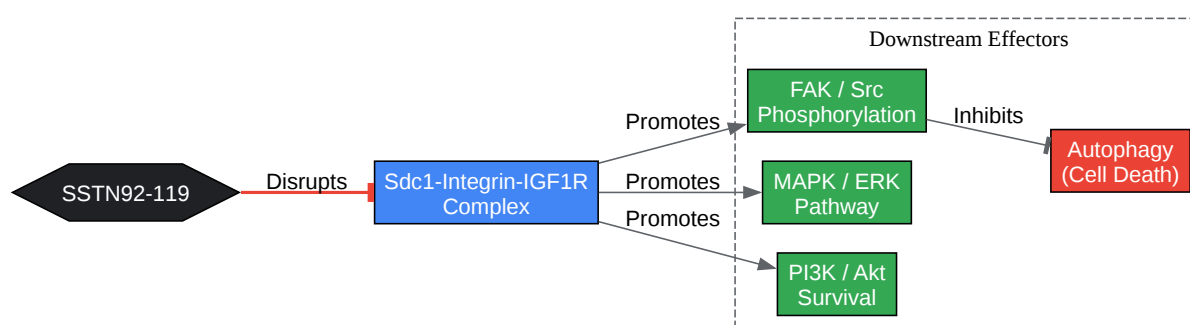 Downstream Effectors
FAK / Src
Phosphorylation
Promotes
Inhibits
Autophagy
(Cell Death)
SSTN92-119
Disrupts
Sdc1-Integrin-IGF1R
Complex
Promotes
MAPK / ERK
Pathway
Promotes
PI3K / Akt
Survival